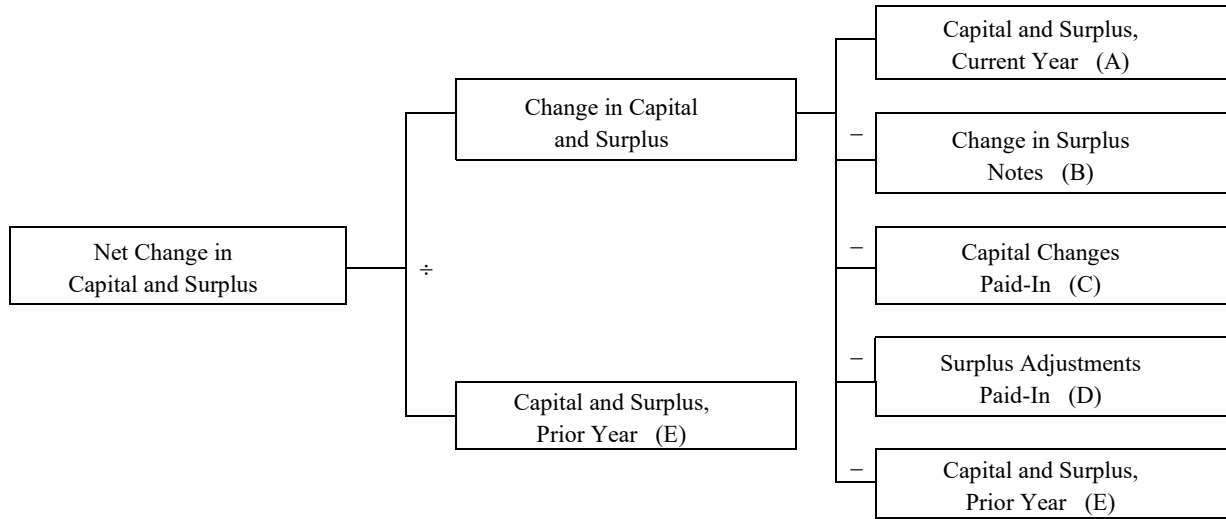 Net Change in
Capital and Surplus
÷
Change in Capital
and Surplus
Capital and Surplus,
Prior Year (E)
Capital and Surplus,
Current Year (A)
–
Change in Surplus
Notes (B)
–
Capital Changes
Paid-In (C)
–
Surplus Adjustments
Paid-In (D)
–
Capital and Surplus,
Prior Year (E)